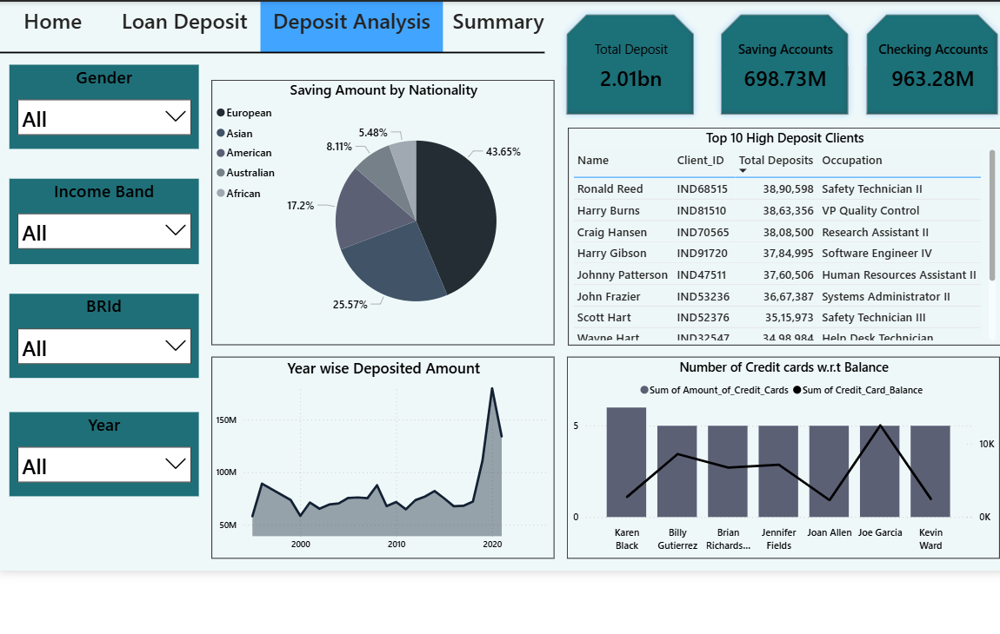 Home
Loan Deposit
Deposit Analysis
Summary
Total Deposit
2.01bn
Saving Accounts
698.73M
Checking Accounts
963.28M
Gender
All
Income Band
All
BRId
All
Year
All
Saving Amount by Nationality
European
Asian
American
Australian
African
5.48%
8.11%
17.2%
25.57%
43.65%
Top 10 High Deposit Clients
Name Client_ID Total Deposits Occupation
Ronald Reed IND68515 38,90,598 Safety Technician II
Harry Burns IND81510 38,63,356 VP Quality Control
Craig Hansen IND70565 38,08,500 Research Assistant II
Harry Gibson IND91720 37,84,995 Software Engineer IV
Johnny Patterson IND47511 37,60,506 Human Resources Assistant II
John Frazier IND53236 36,67,387 Systems Administrator II
Scott Hart IND52376 35,15,973 Safety Technician III
Wayne Hart IND32547 34,98,984 Help Desk Technician
Year wise Deposited Amount
150M
100M
50M
2000 2010 2020
Number of Credit cards w.r.t Balance
Sum of Amount_of_Credit_Cards Sum of Credit_Card_Balance
5
0
10K
0K
Karen
Black
Billy
Gutierrez
Brian
Richards...
Jennifer
Fields
Joan Allen
Joe Garcia
Kevin
Ward